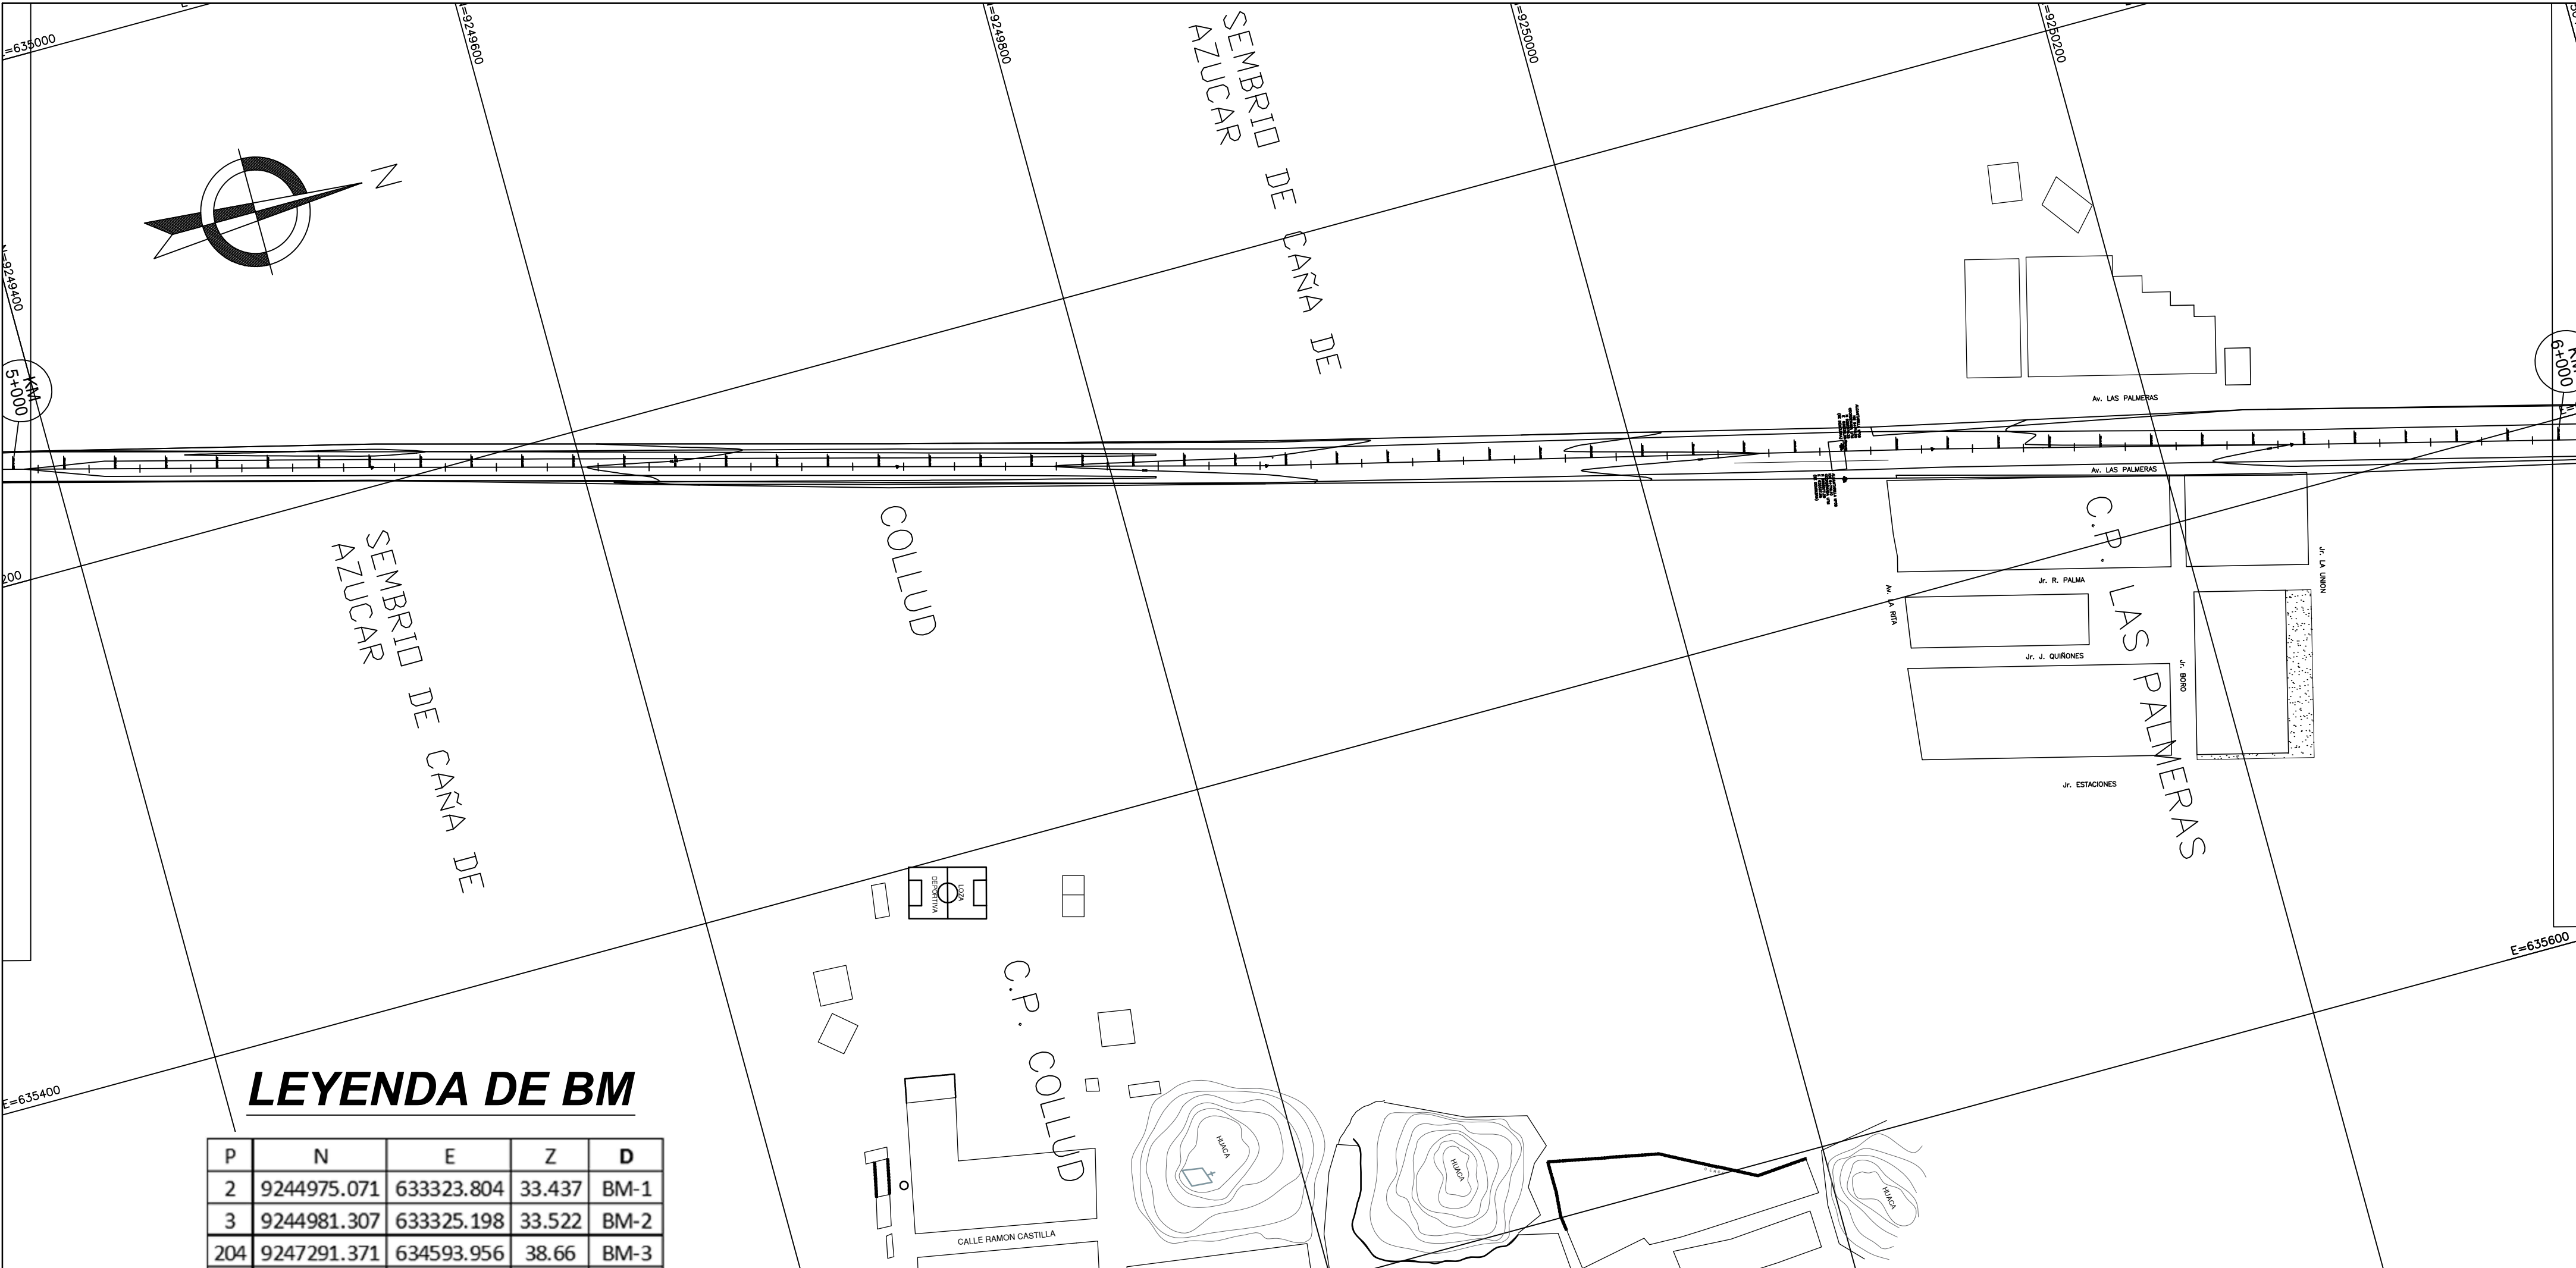 =635000
=9249600
=9249800
=9250000
=9250200
SEMBRIO DE CAÑA DE
AZUCAR
N
N=9249400
KM
5+000
KM
6+000
Av. LAS PALMERAS
Av. LAS PALMERAS
200
SEMBRIO DE CAÑA DE
AZUCAR
COLLUD
C.P. LAS PALMERAS
Jr. LA UNION
Jr. R. PALMA
Av. LA RITA
Jr. J. QUIÑONES
Jr. BORO
Jr. ESTACIONES
LOZA
DEPORTIVA
E=635600
C.P. COLLUD
E=635400
HUACA
HUACA
HUACA
CALLE RAMON CASTILLA
LEYENDA DE BM
P N E Z D
2 9244975.071 633323.804 33.437 BM-1
3 9244981.307 633325.198 33.522 BM-2
204 9247291.371 634593.956 38.66 BM-3